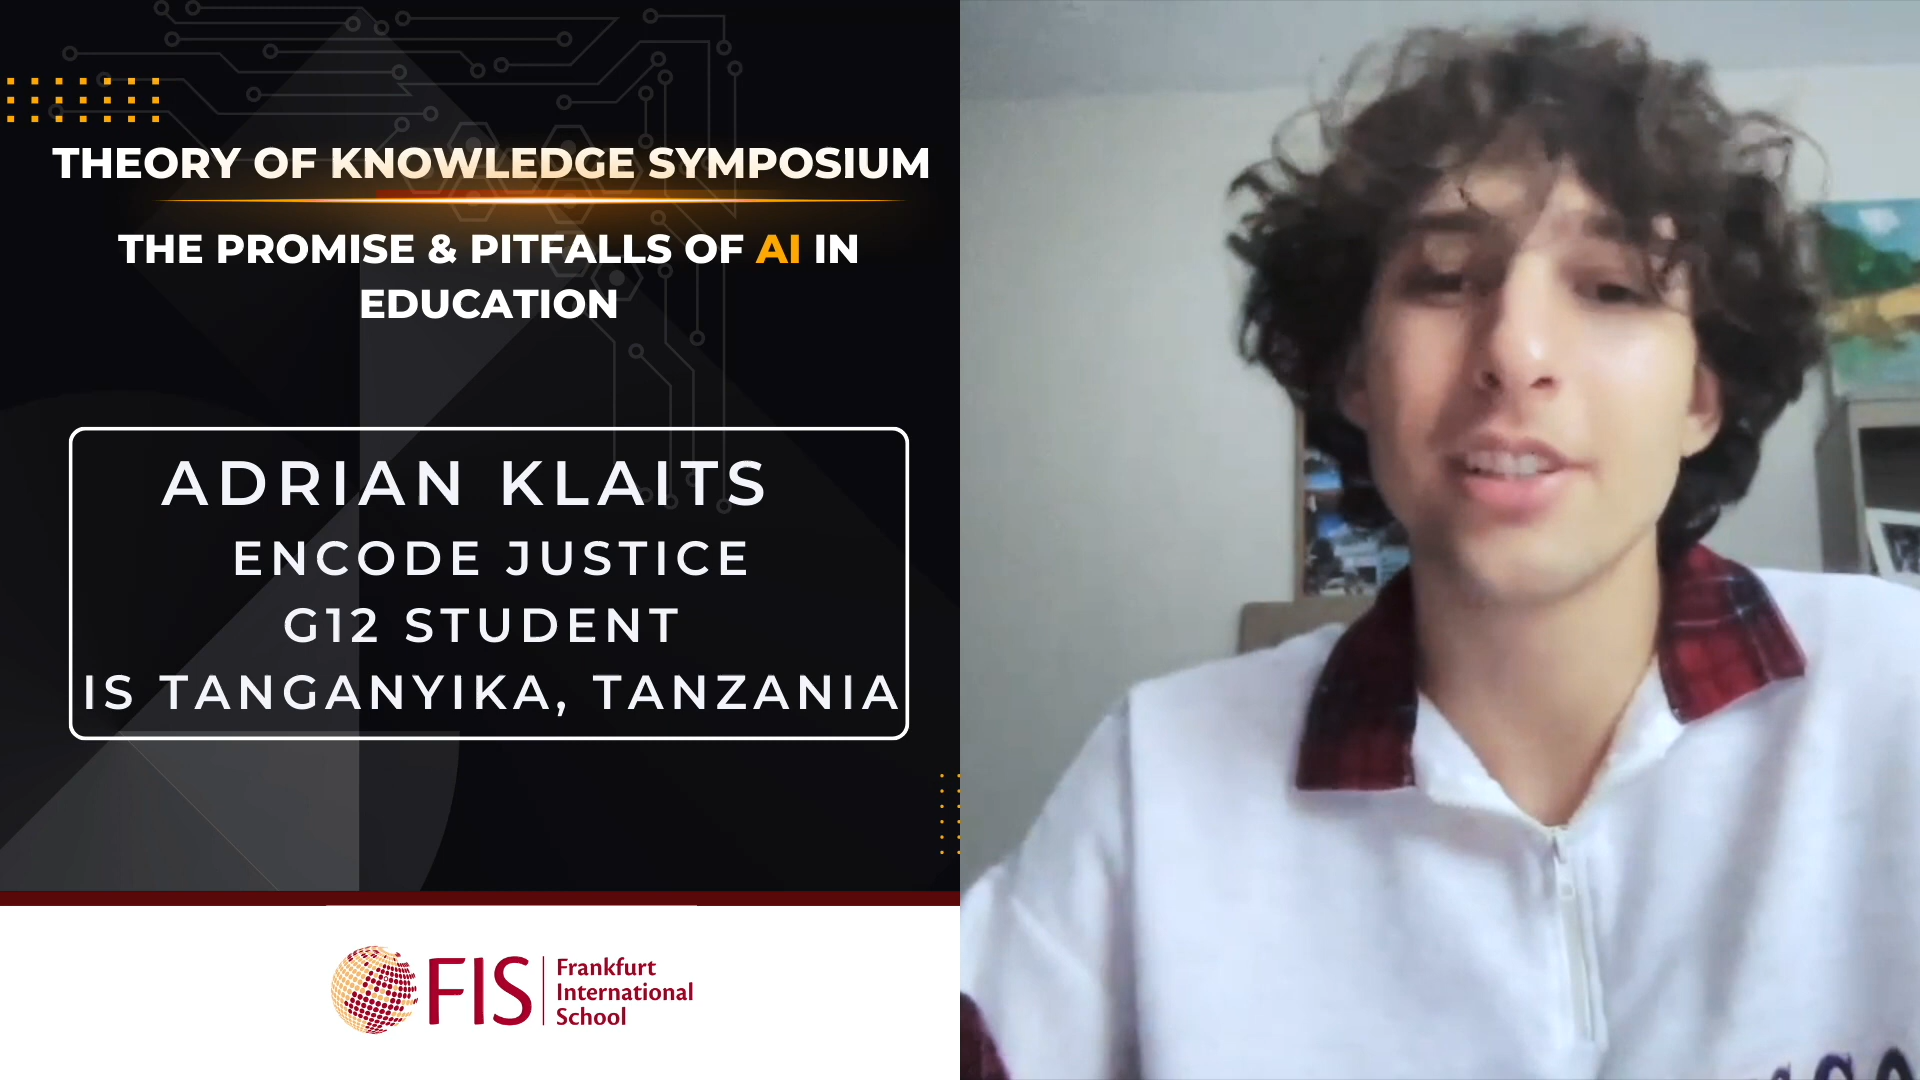 THEORY OF KNOWLEDGE SYMPOSIUM
THE PROMISE & PITFALLS OF AI IN
EDUCATION
ADRIAN KLAITS
ENCODE JUSTICE
G12 STUDENT
IS TANGANYIKA, TANZANIA
FIS
Frankfurt
International
School